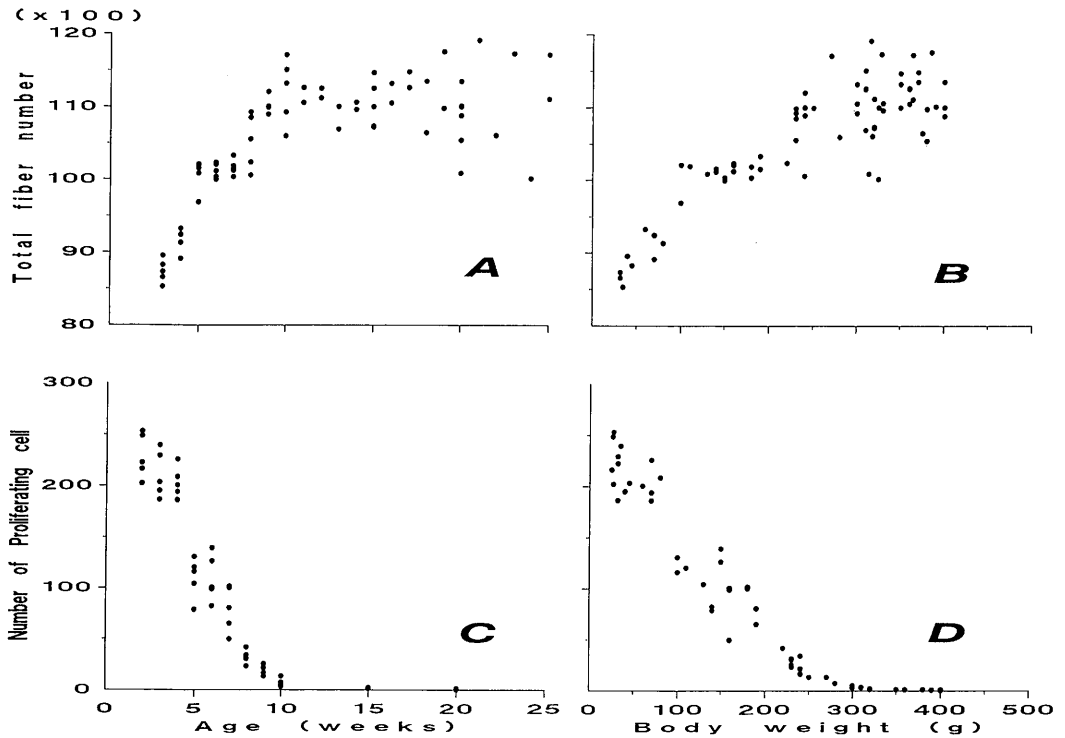 (x100)
120
110
100
90
80
Total fiber number
A
B
300
200
100
0
Number of Proliferating cell
C
D
0 5 10 15 20 25
Age (weeks)
0 100 200 300 400 500
Body weight (g)